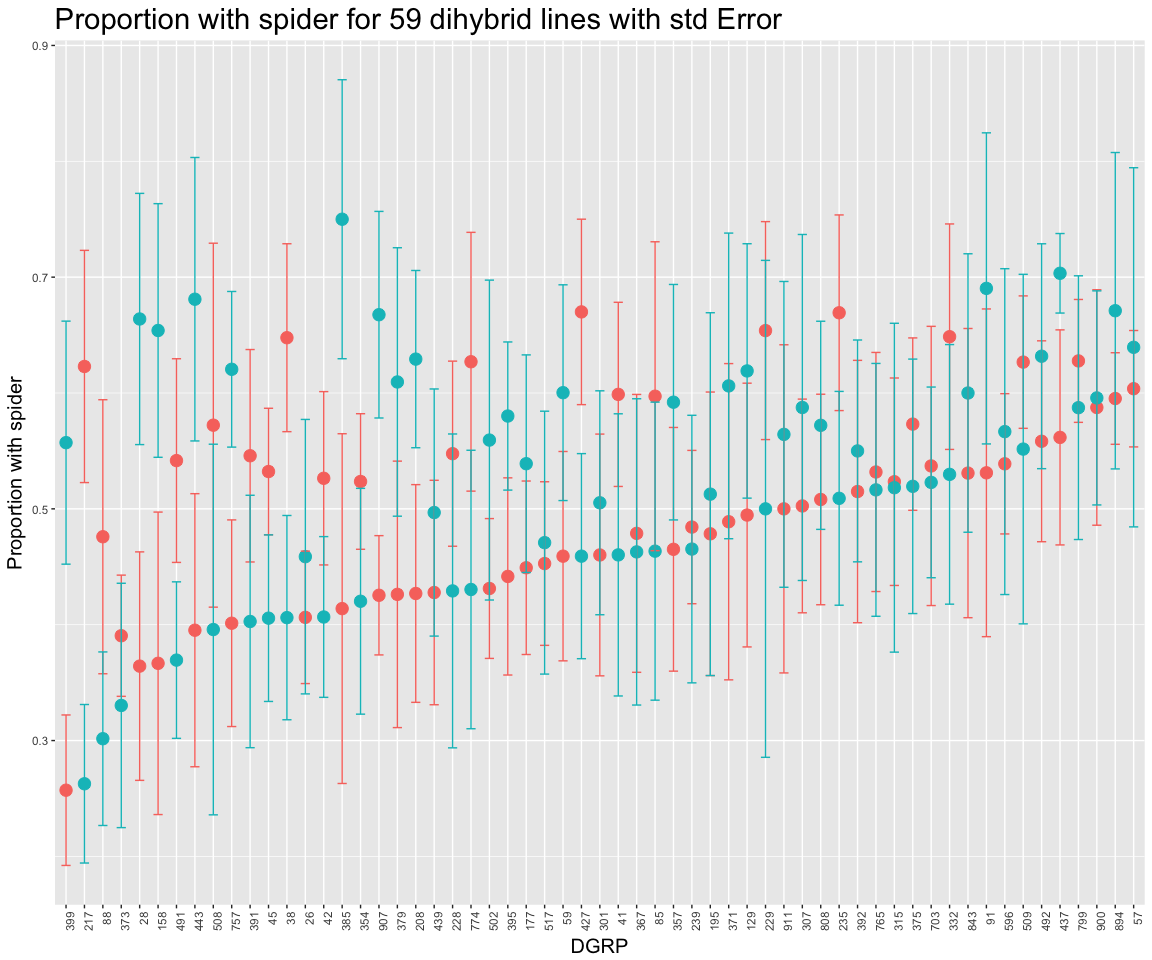 Proportion with spider for 59 dihybrid lines with std Error
0.9
0.7
0.5
0.3
Proportion with spider
399 217 88 373 28 158 491 443 508 757 391 45 38 26 42 385 354 907 379 208 439 228 774 502 395 177 517 59 427 301 41 367 85 357 239 195 371 129 229 911 307 808 235 392 765 315 375 703 332 843 91 596 509 492 437 799 900 894 57
DGRP